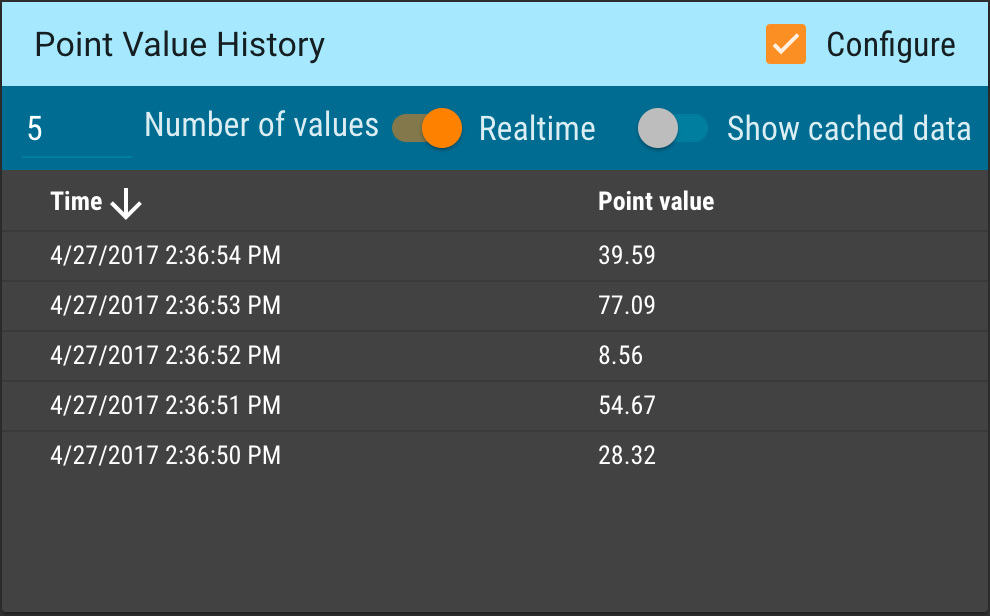 Point Value History Configure
5 Number of values Realtime Show cached data
Time Point value
4/27/2017 2:36:54 PM 39.59
4/27/2017 2:36:53 PM 77.09
4/27/2017 2:36:52 PM 8.56
4/27/2017 2:36:51 PM 54.67
4/27/2017 2:36:50 PM 28.32